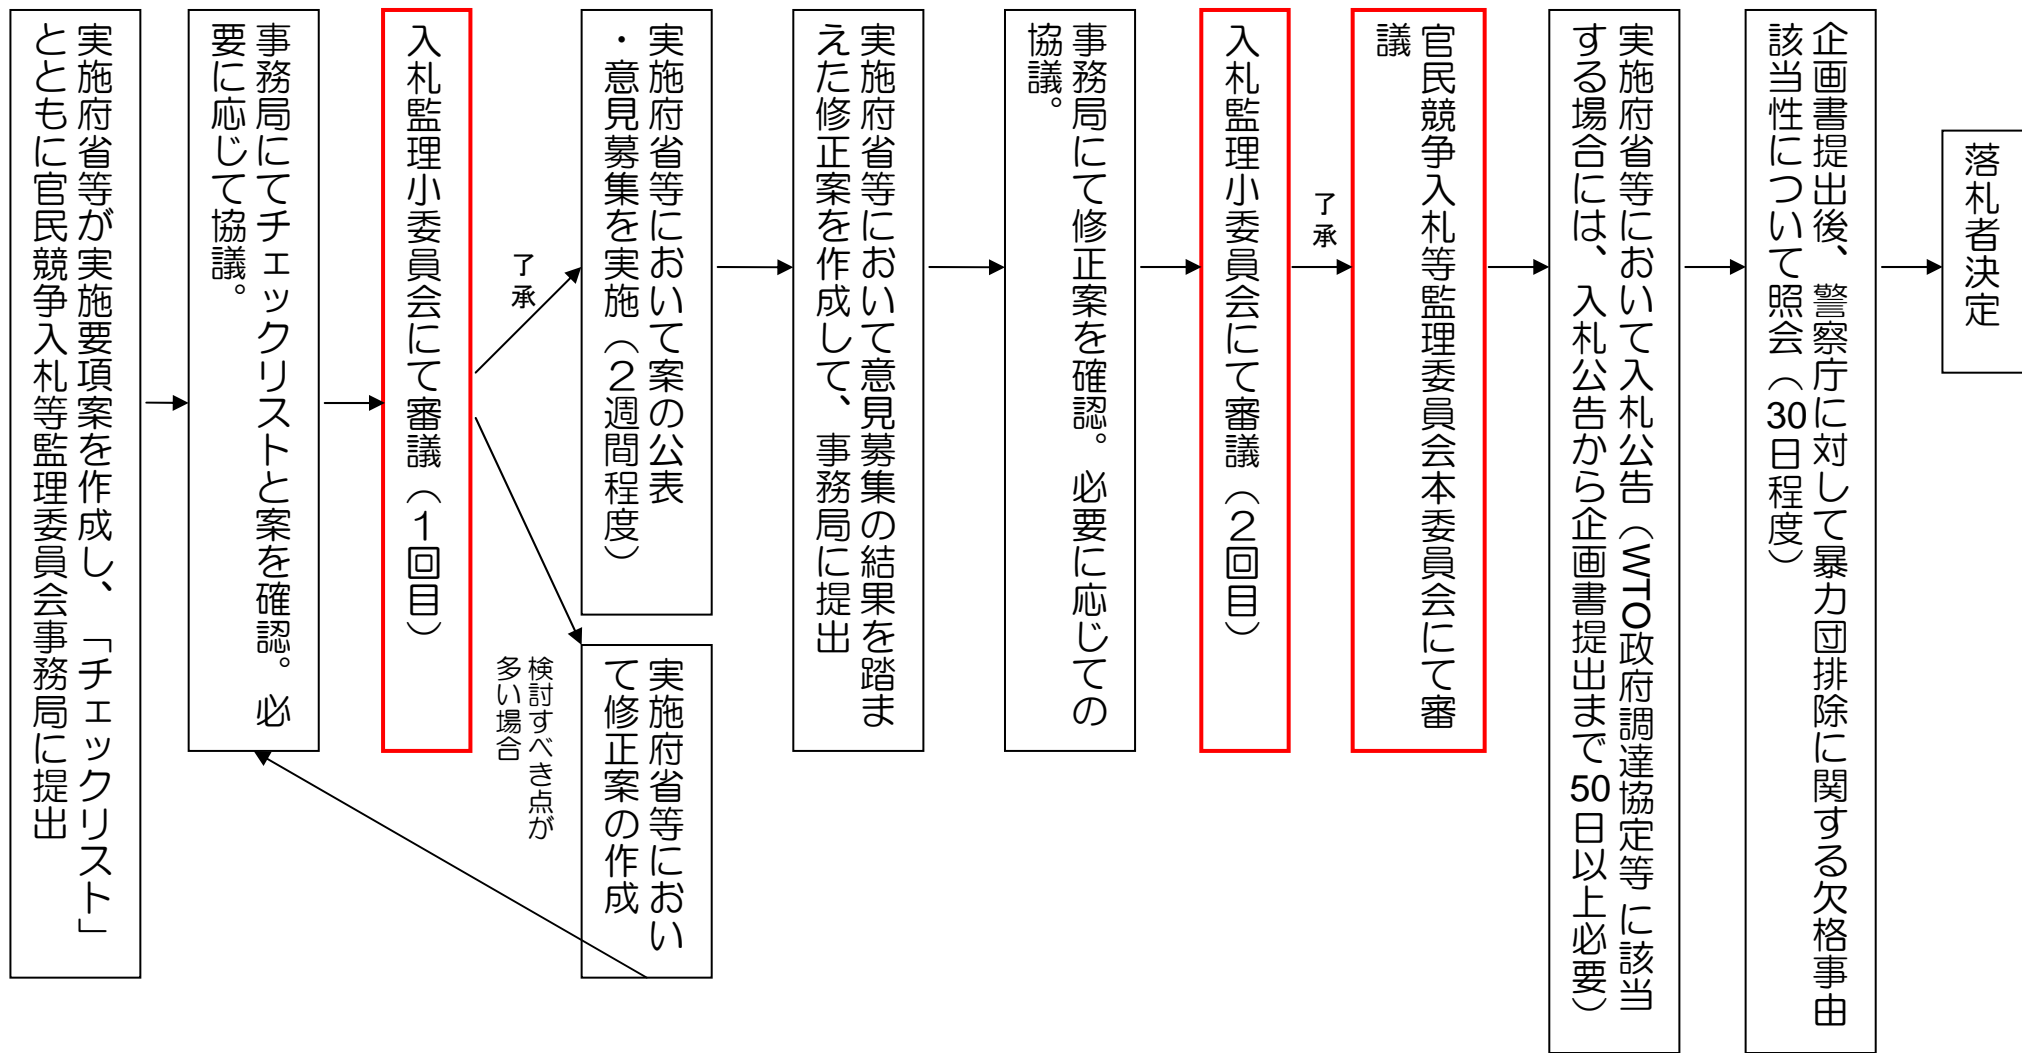 実施府省等が実施要項案を作成し、「チェックリスト」
とともに官民競争入札等監理委員会事務局に提出
事務局にてチェックリストと案を確認。必
要に応じて協議。
入札監理小委員会にて審議（１回目）
了承
実施府省等において案の公表
・意見募集を実施（２週間程度）
検討すべき点が
多い場合
実施府省等におい
て修正案の作成
実施府省等において意見募集の結果を踏ま
えた修正案を作成して、事務局に提出
事務局にて修正案を確認。必要に応じての
協議。
入札監理小委員会にて審議（２回目）
了承
官民競争入札等監理委員会本委員会にて審
議
実施府省等において入札公告（WTO政府調達協定等に該当
する場合には、入札公告から企画書提出まで50日以上必要）
企画書提出後、警察庁に対して暴力団排除に関する欠格事由
該当性について照会（30日程度）
落札者決定